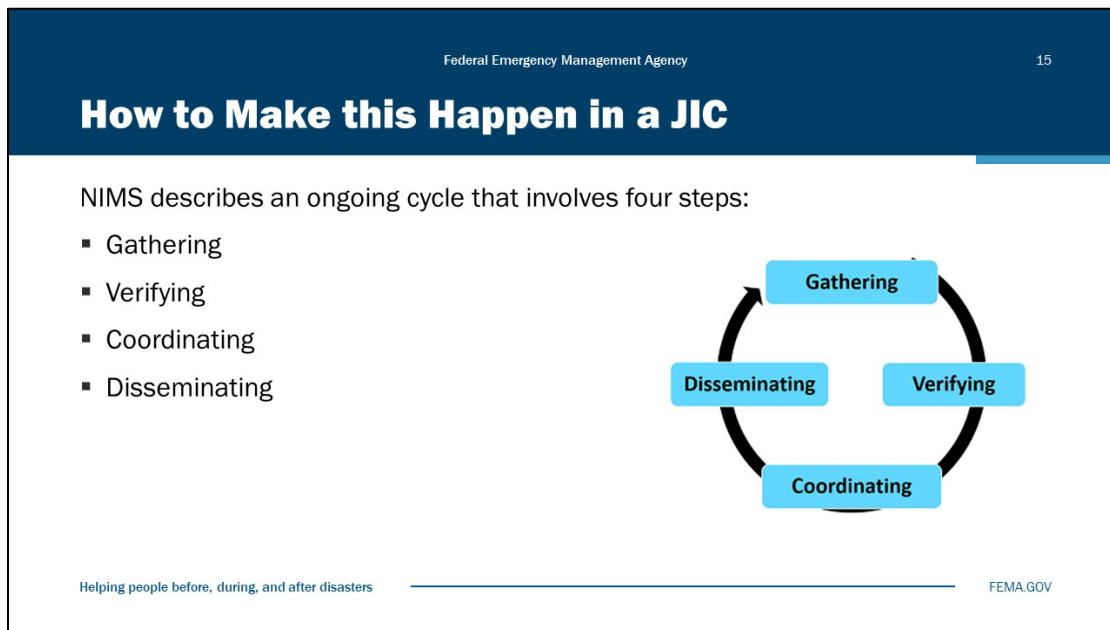 Federal Emergency Management Agency
15
How to Make this Happen in a JIC
NIMS describes an ongoing cycle that involves four steps:
▪ Gathering
▪ Verifying
▪ Coordinating
▪ Disseminating
Gathering
Disseminating
Verifying
Coordinating
Helping people before, during, and after disasters
FEMA.GOV